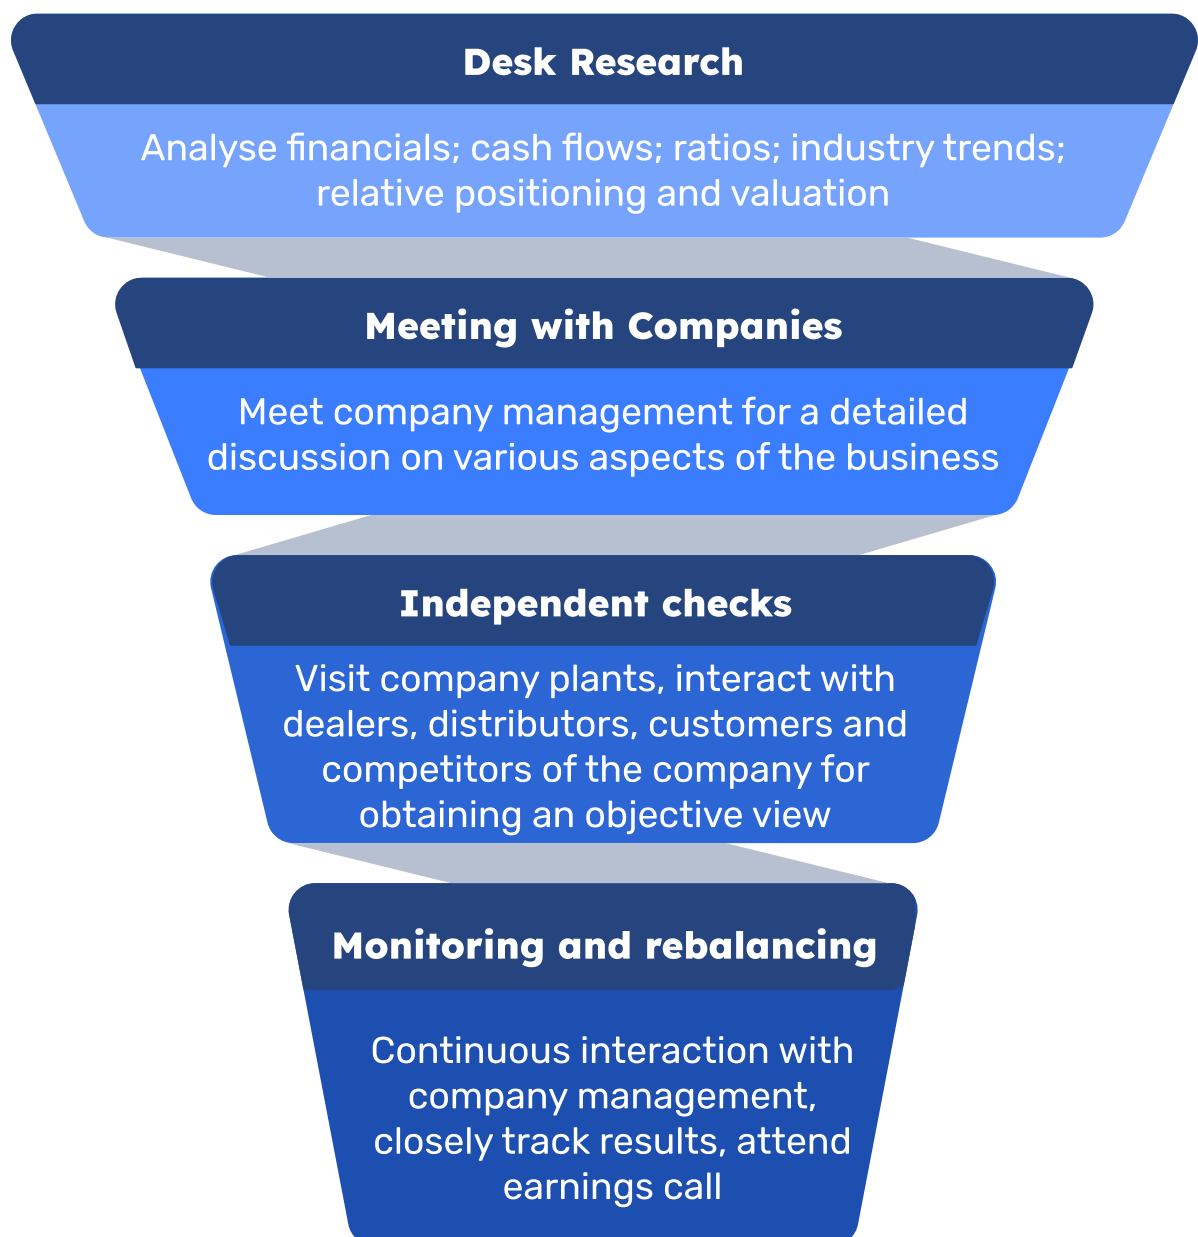 Desk Research
Analyse financials; cash flows; ratios; industry trends;
relative positioning and valuation
Meeting with Companies
Meet company management for a detailed
discussion on various aspects of the business
Independent checks
Visit company plants, interact with
dealers, distributors, customers and
competitors of the company for
obtaining an objective view
Monitoring and rebalancing
Continuous interaction with
company management,
closely track results, attend
earnings call